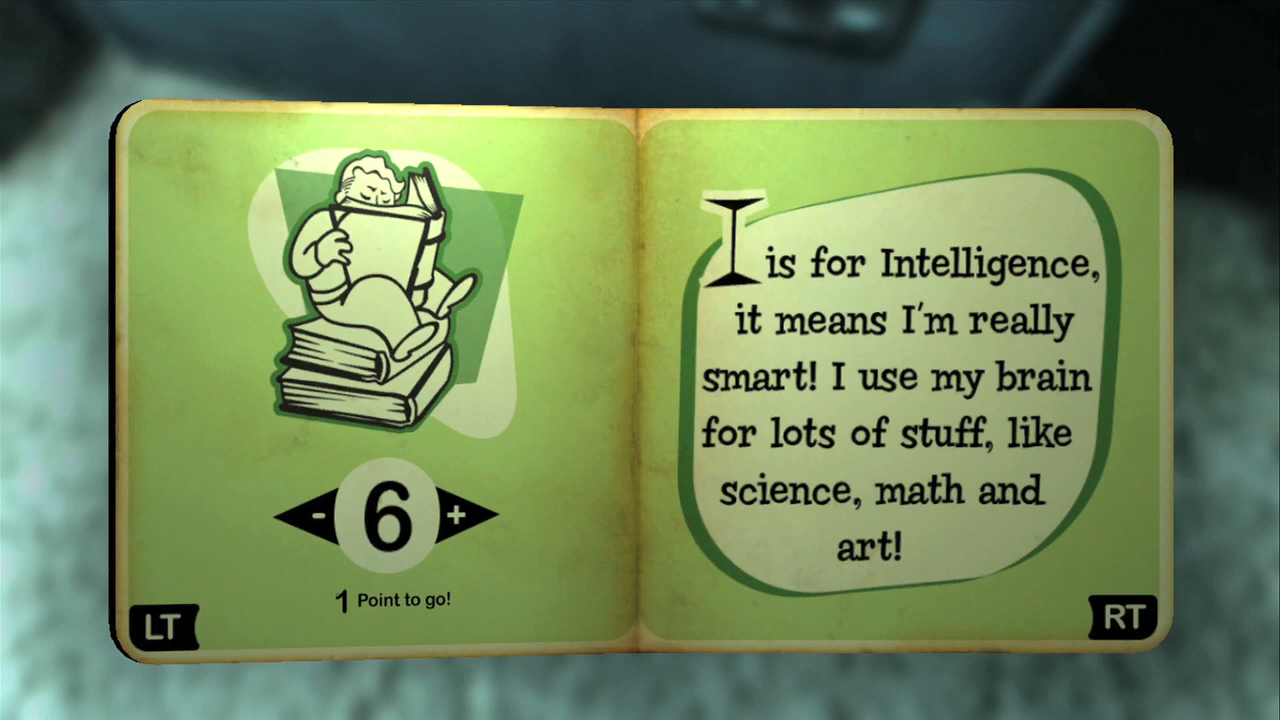 - 6 +
1 Point to go!
LT
I is for Intelligence,
it means I'm really
smart! I use my brain
for lots of stuff, like
science, math and
art!
RT